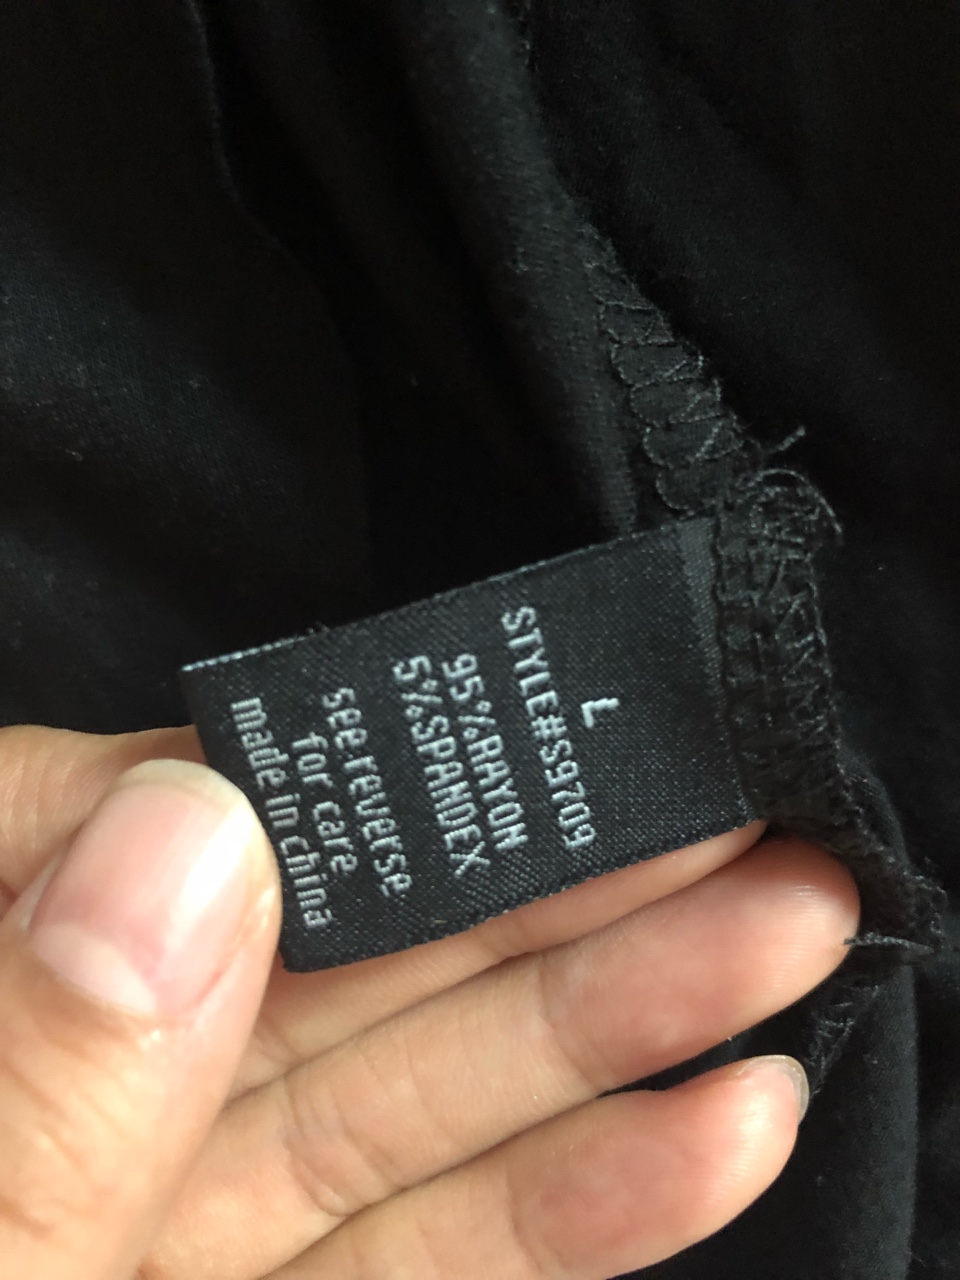 L
STYLE#S9709
95%RAYON
5%SPANDEX
see reverse
for care
made in china